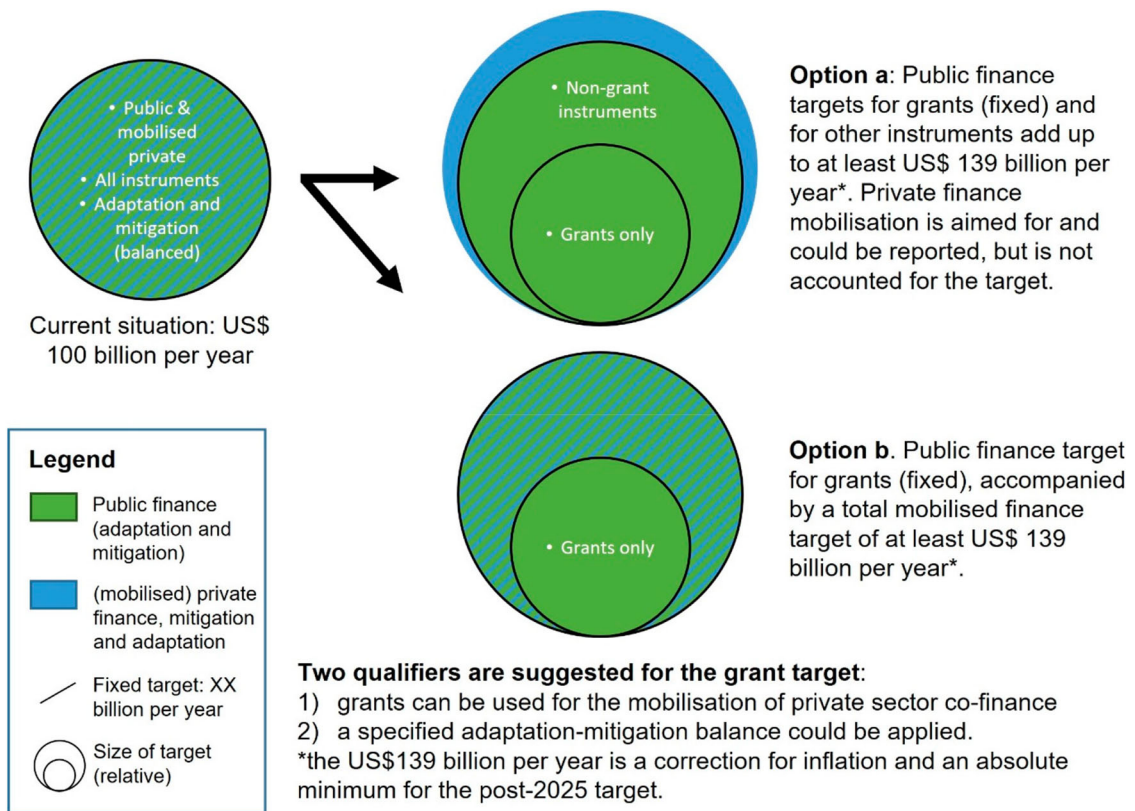 • Public &
mobilised
private
• All instruments
• Adaptation and
mitigation
(balanced)
Current situation: US$
100 billion per year
• Non-grant
instruments
• Grants only
Option a: Public finance
targets for grants (fixed) and
for other instruments add up
to at least US$ 139 billion per
year*. Private finance
mobilisation is aimed for and
could be reported, but is not
accounted for the target.
• Grants only
Option b. Public finance target
for grants (fixed), accompanied
by a total mobilised finance
target of at least US$ 139
billion per year*.
Legend
Public finance
(adaptation and
mitigation)
(mobilised) private
finance, mitigation
and adaptation
Fixed target: XX
billion per year
Size of target
(relative)
Two qualifiers are suggested for the grant target:
1) grants can be used for the mobilisation of private sector co-finance
2) a specified adaptation-mitigation balance could be applied.
*the US$139 billion per year is a correction for inflation and an absolute
minimum for the post-2025 target.